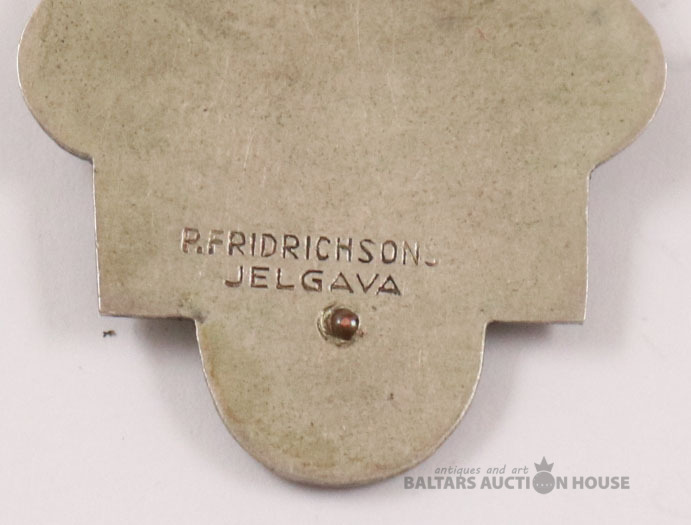 P.FRIDRICHSONS
JELGAVA
antiques and art
BALTARS AUCTION HOUSE